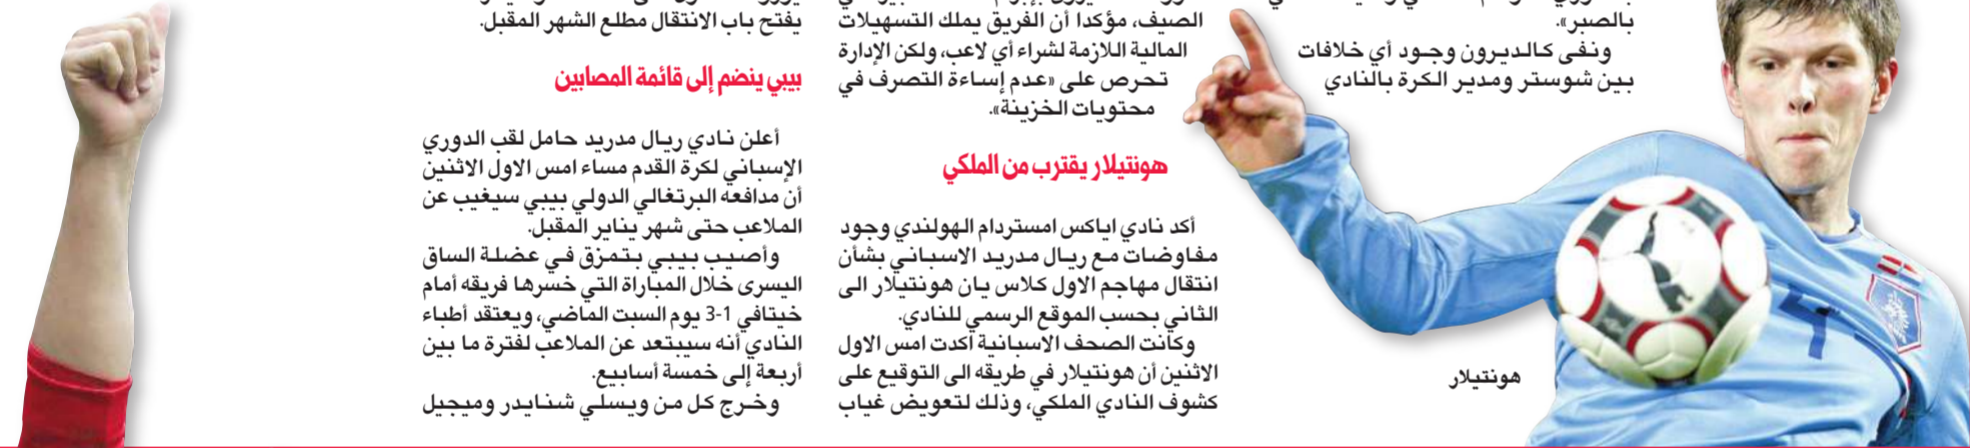 بالصبر».
ونفى كالديرون وجود أي خلافات
بين شوستر ومدير الكرة بالنادي
هونتيلار
الصيف، مؤكدا أن الفريق يملك التسهيلات
المالية اللازمة لشراء أي لاعب، ولكن الإدارة
تحرص على «عدم إساءة التصرف في
محتويات الخزينة».
هونتيلار يقترب من الملكي
أكد نادي اياكس امستردام الهولندي وجود
مفاوضات مع ريال مدريد الاسباني بشأن
انتقال مهاجم الاول كلاس يان هونتيلار الى
الثاني بحسب الموقع الرسمي للنادي.
وكانت الصحف الاسبانية اكدت امس الاول
الاثنين أن هونتيلار في طريقه الى التوقيع على
كشوف النادي الملكي، وذلك لتعويض غياب
يفتح باب الانتقال مطلع الشهر المقبل.
بيبي ينضم إلى قائمة المصابين
أعلن نادي ريال مدريد حامل لقب الدوري
الإسباني لكرة القدم مساء امس الاول الاثنين
أن مدافعه البرتغالي الدولي بيبي سيغيب عن
الملاعب حتى شهر يناير المقبل.
وأصيب بيبي بتمزق في عضلة الساق
اليسرى خلال المباراة التي خسرها فريقه أمام
خيتافي 1-3 يوم السبت الماضي، ويعتقد أطباء
النادي أنه سيبتعد عن الملاعب لفترة ما بين
أربعة إلى خمسة أسابيع.
وخرج كل من ويسلي شنايدر وميجيل